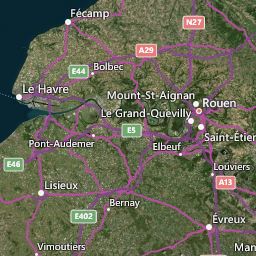 Fécamp
N27
A29
E44
Bolbec
Le Havre
Mount-St-Aignan
Rouen
Le Grand-Quevilly
E5
Saint-Étie
Pont-Audemer
Elbeuf
E46
Louviers
A13
Lisieux
Bernay
E402
Évreux
Vimoutiers
Man